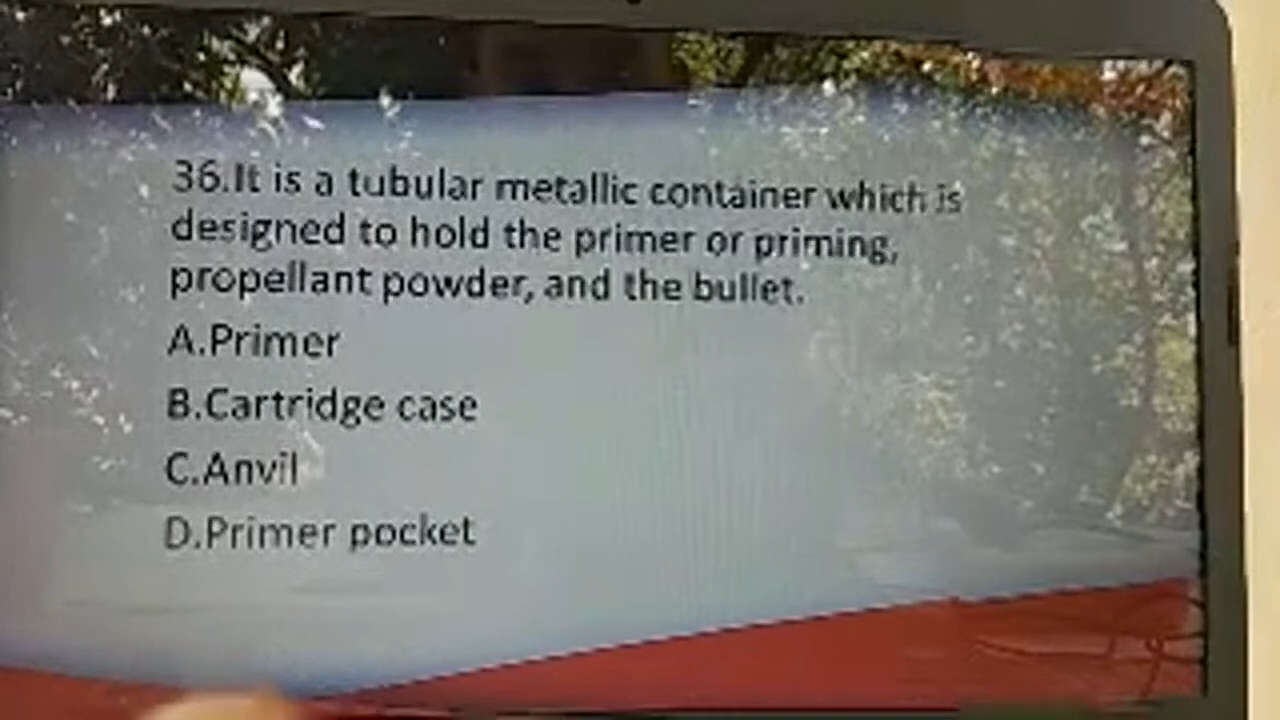 36.It is a tubular metallic container which is
designed to hold the primer or priming,
propellant powder, and the bullet.
A.Primer
B.Cartridge case
C.Anvil
D.Primer pocket